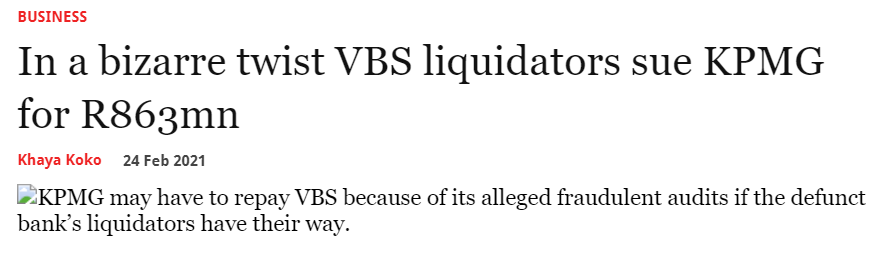 BUSINESS
In a bizarre twist VBS liquidators sue KPMG
for R863mn
Khaya Koko 24 Feb 2021
KPMG may have to repay VBS because of its alleged fraudulent audits if the defunct
bank’s liquidators have their way.